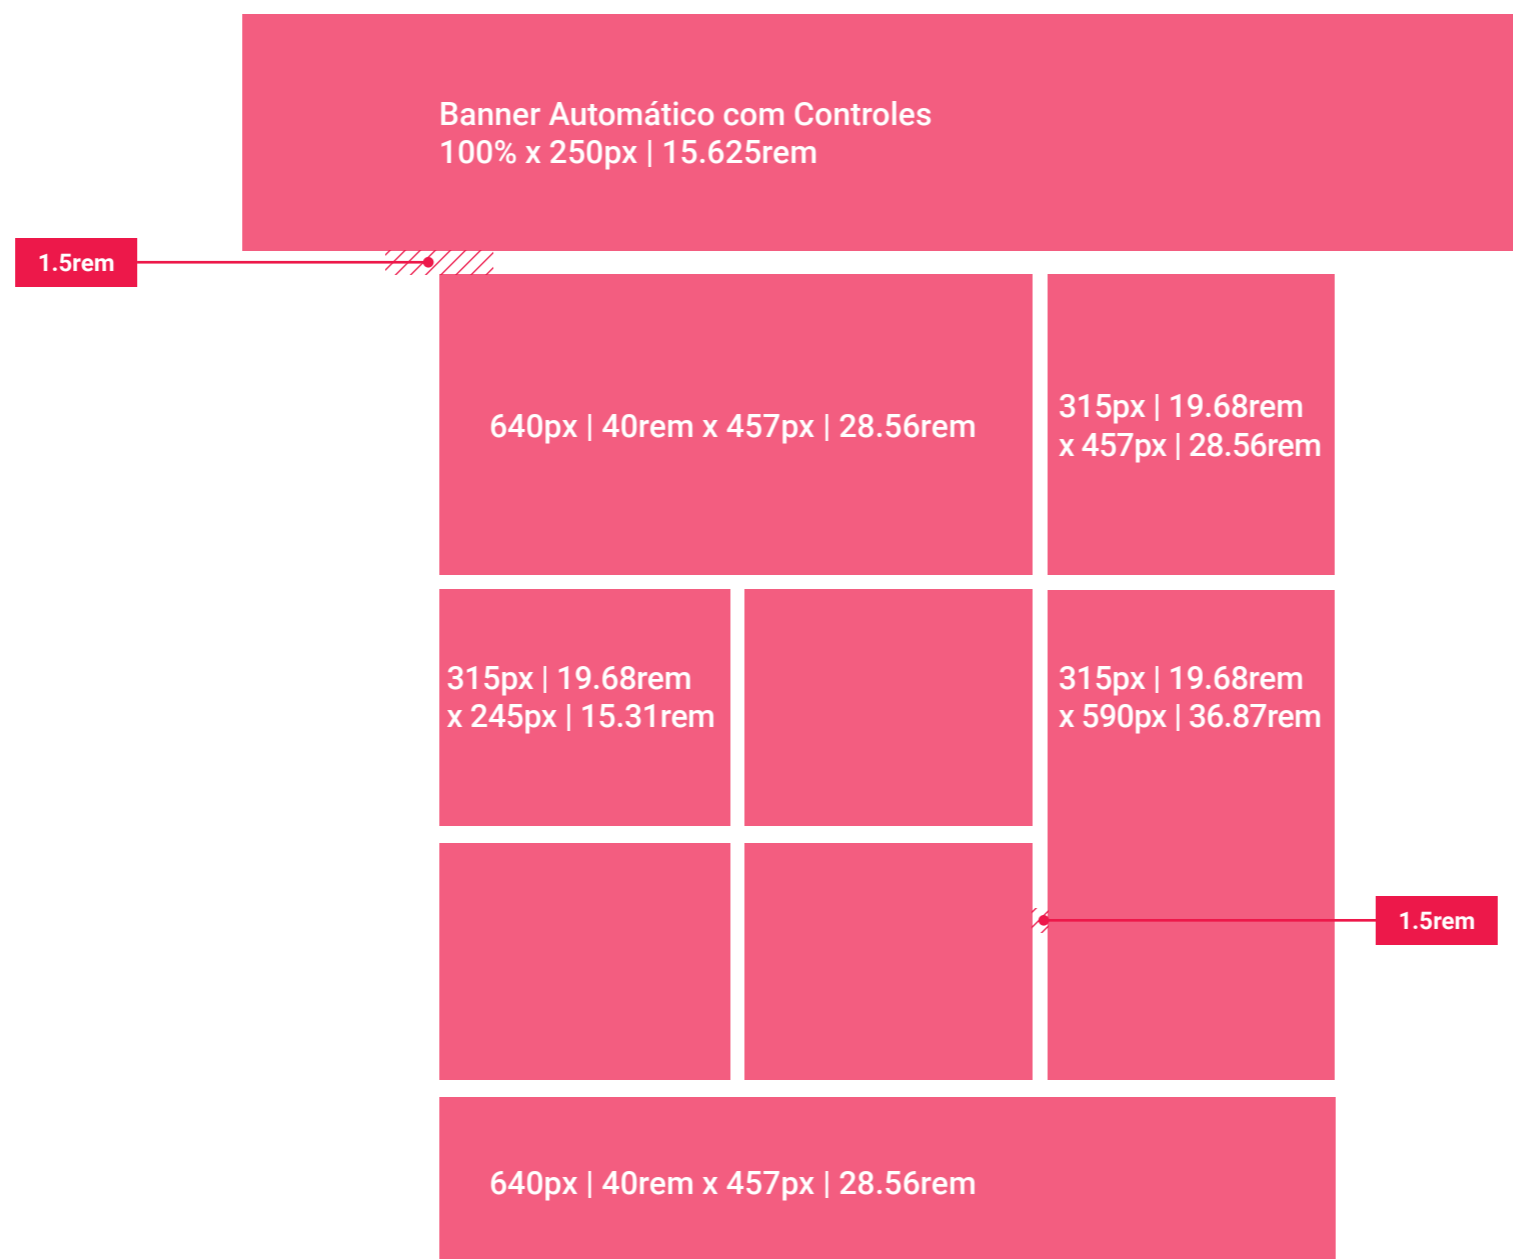 Banner Automático com Controles
100% x 250px | 15.625rem
1.5rem
640px | 40rem x 457px | 28.56rem
315px | 19.68rem
x 457px | 28.56rem
315px | 19.68rem
x 245px | 15.31rem
315px | 19.68rem
x 590px | 36.87rem
1.5rem
640px | 40rem x 457px | 28.56rem